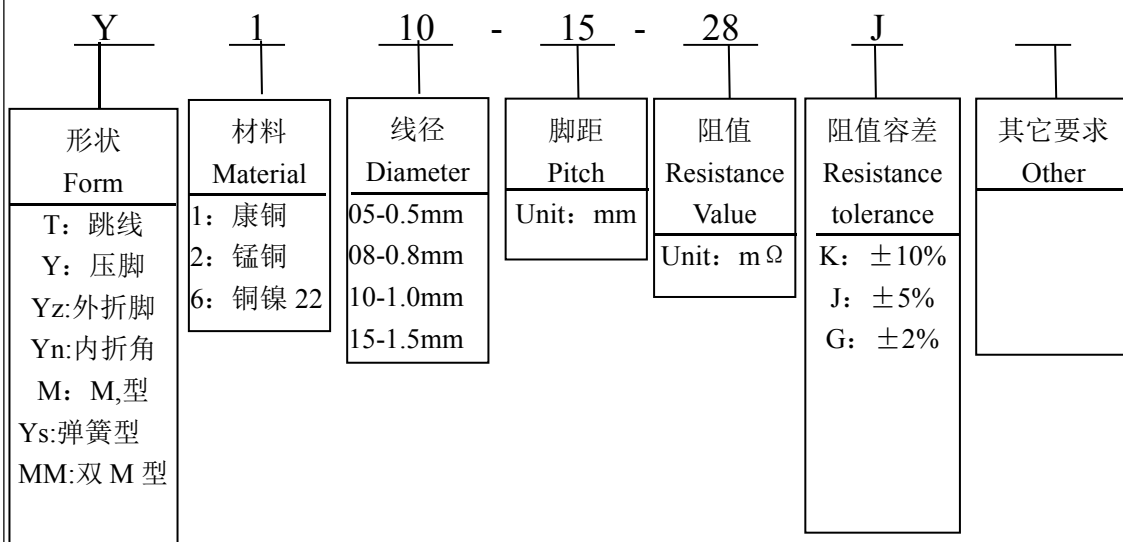 Y 1 10 - 15 - 28 J
形状
Form
T：跳线
Y：压脚
Yz:外折脚
Yn:内折角
M：M,型
Ys:弹簧型
MM:双 M 型
材料
Material
1：康铜
2：锰铜
6：铜镍 22
线径
Diameter
05-0.5mm
08-0.8mm
10-1.0mm
15-1.5mm
脚距
Pitch
Unit：mm
阻值
Resistance
Value
Unit：mΩ
阻值容差
Resistance
tolerance
K：±10%
J：±5%
G：±2%
其它要求
Other